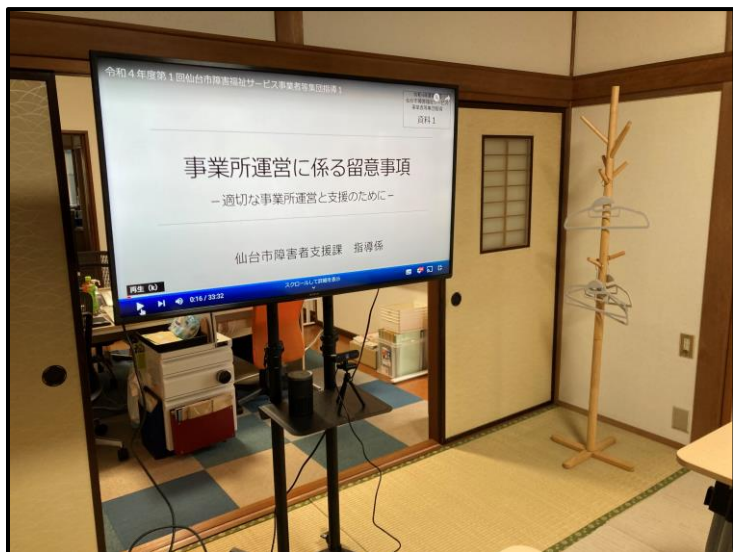 令和4年度第1回仙台市障害福祉サービス事業者等集団指導1
資料1
事業所運営に係る留意事項
-適切な事業所運営と支援のために-
仙台市障害者支援課 指導係
再生 (k)
スクロールして詳細を表示
0:16 / 33:32